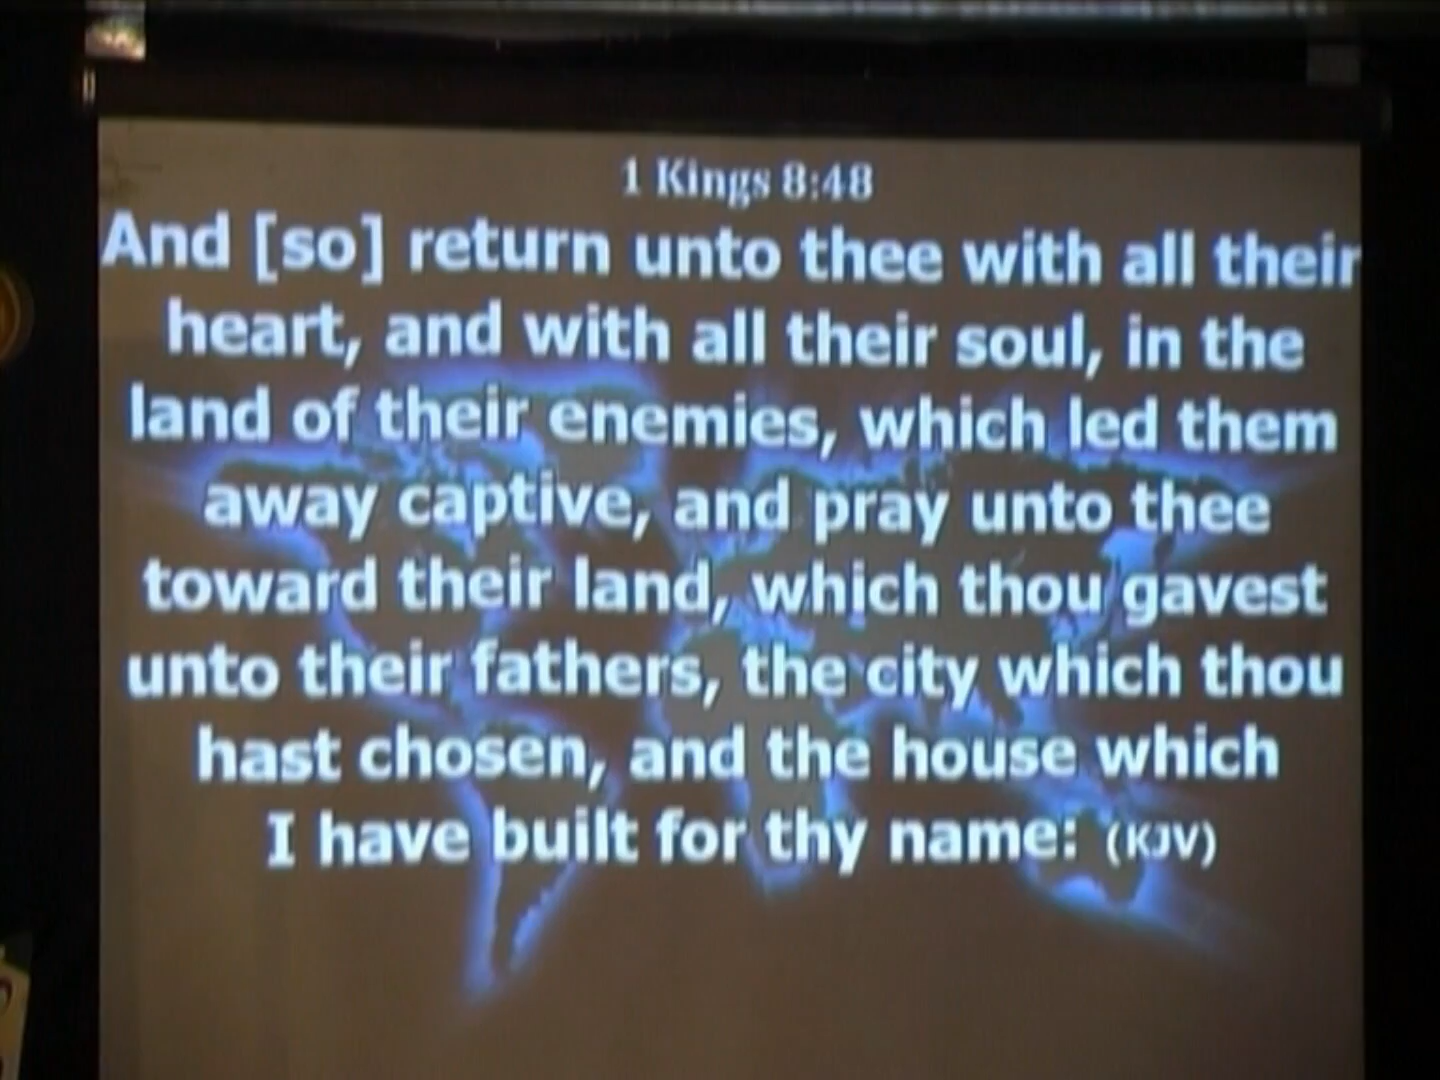 1 Kings 8:48
And [so] return unto thee with all their
heart, and with all their soul, in the
land of their enemies, which led them
away captive, and pray unto thee
toward their land, which thou gavest
unto their fathers, the city which thou
hast chosen, and the house which
I have built for thy name: (KJV)